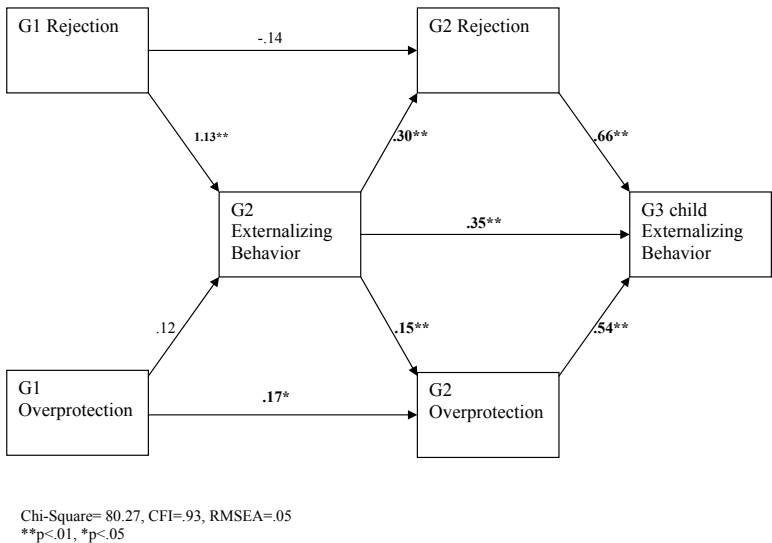 G1 Rejection
G2 Rejection
-.14
1.13**
.30**
.66**
G2
Externalizing
Behavior
.35**
G3 child
Externalizing
Behavior
.12
.15**
.54**
G1
Overprotection
.17*
G2
Overprotection
Chi-Square= 80.27, CFI=.93, RMSEA=.05
**p<.01, *p<.05